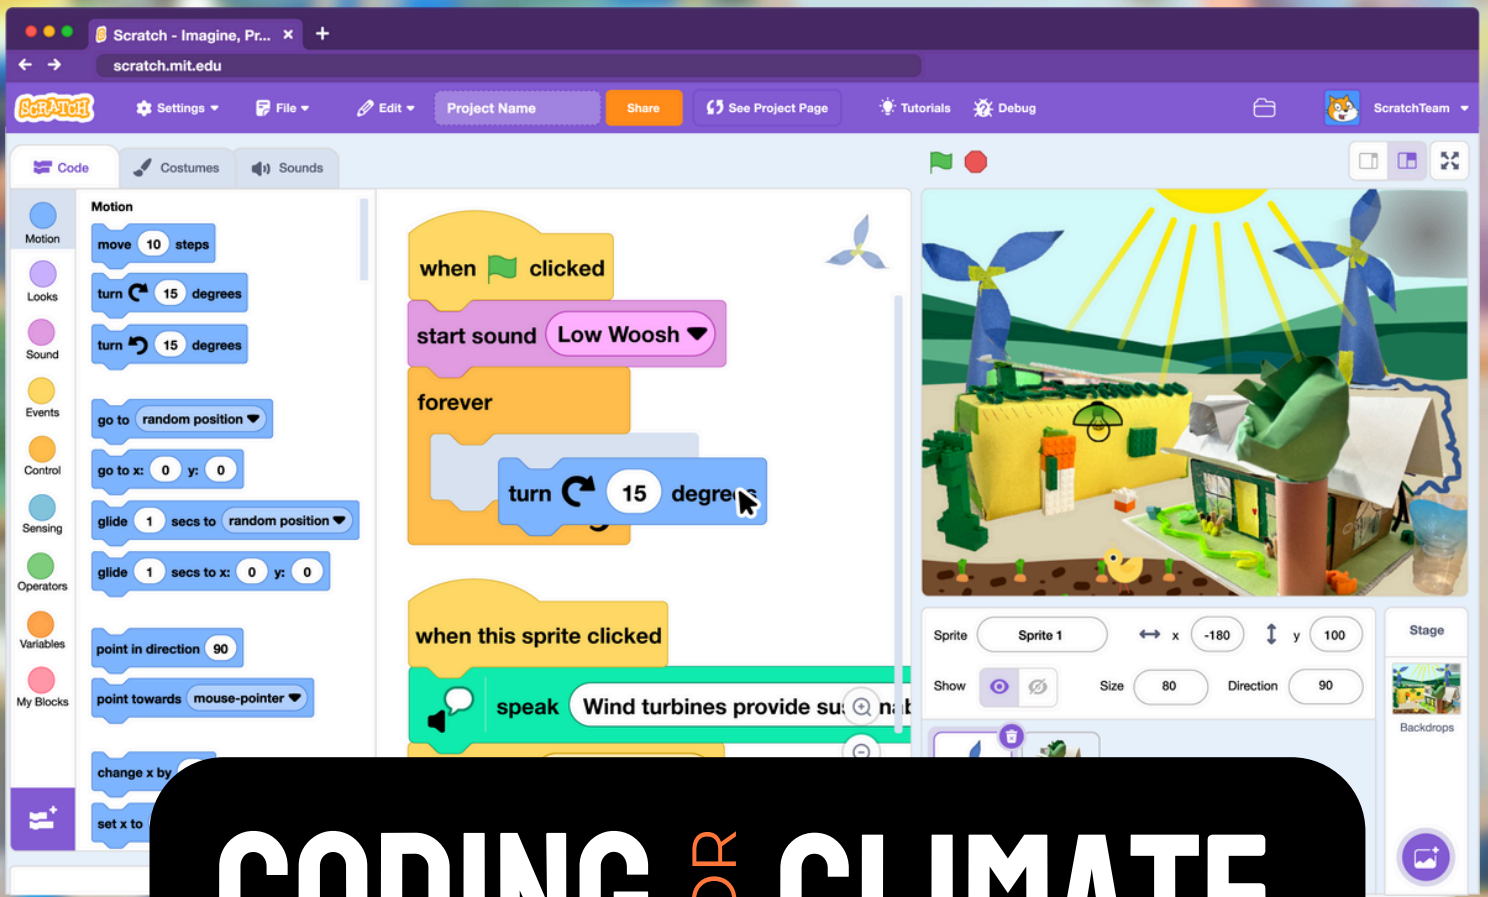 Scratch - Imagine, Pr...
scratch.mit.edu
SCRATCH
Settings
File
Edit
Project Name
Share
See Project Page
Tutorials
Debug
ScratchTeam
Code
Costumes
Sounds
Motion
Looks
Sound
Events
Control
Sensing
Operators
Variables
My Blocks
Motion
move 10 steps
turn 15 degrees
turn 15 degrees
go to random position
go to x: 0 y: 0
glide 1 secs to random position
glide 1 secs to x: 0 y: 0
point in direction 90
point towards mouse-pointer
change x by
set x to
when clicked
start sound Low Woosh
forever
turn 15 degrees
when this sprite clicked
speak Wind turbines provide
Sprite Sprite 1 x -180 y 100
Show Size 80 Direction 90
Stage
Backdrops
CODING FOR CLIMATE